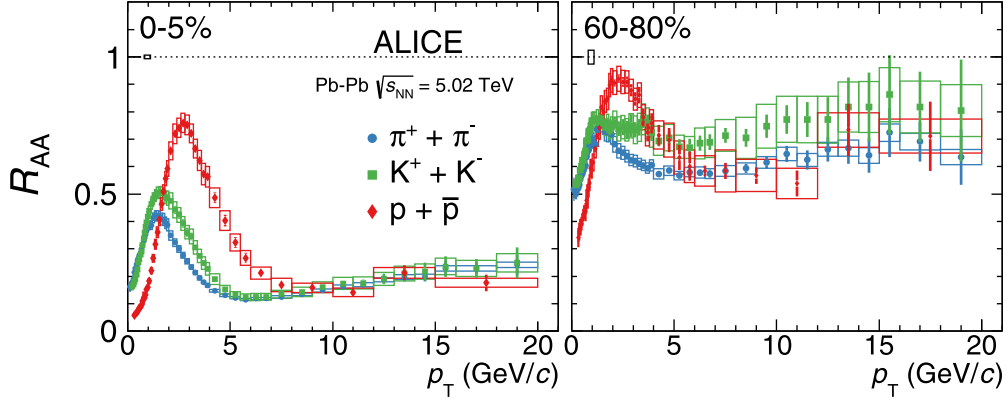 0-5%
ALICE
Pb-Pb √sNN = 5.02 TeV
π+ + π-
K+ + K-
p + p̄
RAA
1
0.5
0
0
5
10
15
20
pT (GeV/c)
60-80%
0
5
10
15
20
pT (GeV/c)